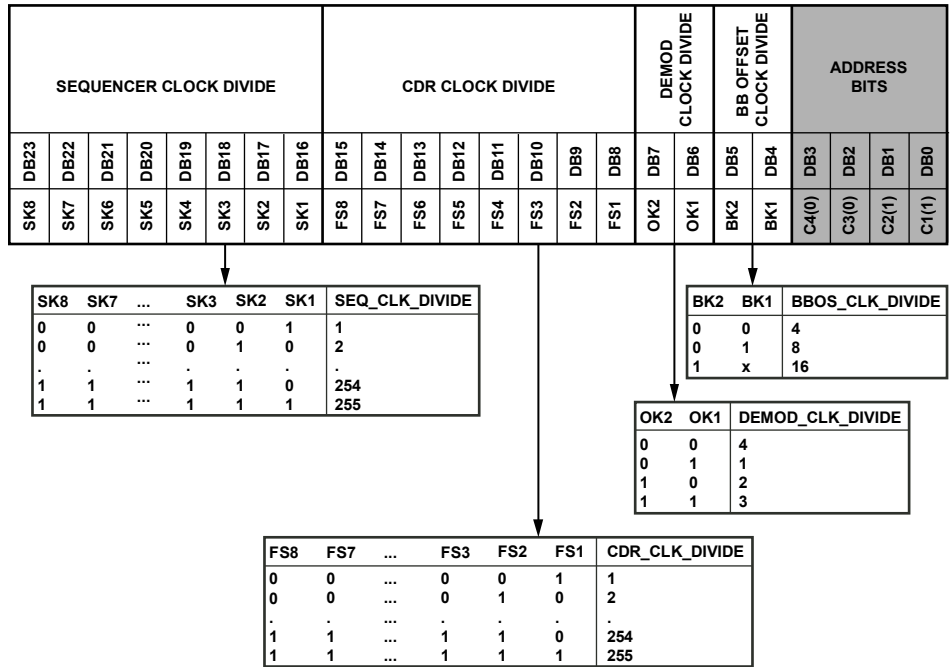 SEQUENCER CLOCK DIVIDE
CDR CLOCK DIVIDE
DEMOD
CLOCK DIVIDE
BB OFFSET
CLOCK DIVIDE
ADDRESS
BITS
DB23 DB22 DB21 DB20 DB19 DB18 DB17 DB16 DB15 DB14 DB13 DB12 DB11 DB10 DB9 DB8 DB7 DB6 DB5 DB4 DB3 DB2 DB1 DB0
SK8 SK7 SK6 SK5 SK4 SK3 SK2 SK1 FS8 FS7 FS6 FS5 FS4 FS3 FS2 FS1 OK2 OK1 BK2 BK1 C4(0) C3(0) C2(1) C1(1)
SK8 SK7 ... SK3 SK2 SK1 SEQ_CLK_DIVIDE
0 0 ... 0 0 1 1
0 0 ... 0 1 0 2
. . ... . . . .
1 1 ... 1 1 0 254
1 1 ... 1 1 1 255
BK2 BK1 BBOS_CLK_DIVIDE
0 0 4
0 1 8
1 x 16
OK2 OK1 DEMOD_CLK_DIVIDE
0 0 4
0 1 1
1 0 2
1 1 3
FS8 FS7 ... FS3 FS2 FS1 CDR_CLK_DIVIDE
0 0 ... 0 0 1 1
0 0 ... 0 1 0 2
. . ... . . . .
1 1 ... 1 1 0 254
1 1 ... 1 1 1 255